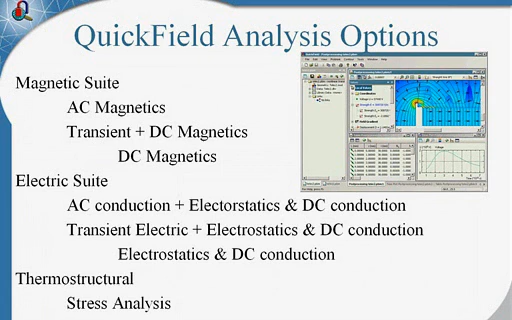 QuickField Analysis Options
Magnetic Suite
AC Magnetics
Transient + DC Magnetics
DC Magnetics
Electric Suite
AC conduction + Electorstatics & DC conduction
Transient Electric + Electrostatics & DC conduction
Electrostatics & DC conduction
Thermostructural
Stress Analysis